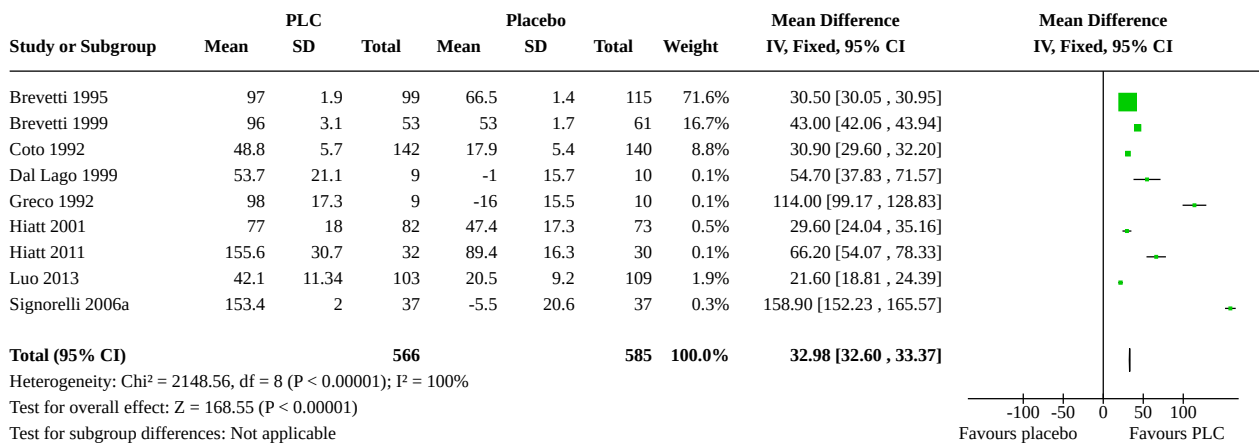 PLC Placebo Mean Difference Mean Difference
Study or Subgroup Mean SD Total Mean SD Total Weight IV, Fixed, 95% CI IV, Fixed, 95% CI
Brevetti 1995 97 1.9 99 66.5 1.4 115 71.6% 30.50 [30.05 , 30.95]
Brevetti 1999 96 3.1 53 53 1.7 61 16.7% 43.00 [42.06 , 43.94]
Coto 1992 48.8 5.7 142 17.9 5.4 140 8.8% 30.90 [29.60 , 32.20]
Dal Lago 1999 53.7 21.1 9 -1 15.7 10 0.1% 54.70 [37.83 , 71.57]
Greco 1992 98 17.3 9 -16 15.5 10 0.1% 114.00 [99.17 , 128.83]
Hiatt 2001 77 18 82 47.4 17.3 73 0.5% 29.60 [24.04 , 35.16]
Hiatt 2011 155.6 30.7 32 89.4 16.3 30 0.1% 66.20 [54.07 , 78.33]
Luo 2013 42.1 11.34 103 20.5 9.2 109 1.9% 21.60 [18.81 , 24.39]
Signorelli 2006a 153.4 2 37 -5.5 20.6 37 0.3% 158.90 [152.23 , 165.57]
Total (95% CI) 566 585 100.0% 32.98 [32.60 , 33.37]
Heterogeneity: Chi² = 2148.56, df = 8 (P < 0.00001); I² = 100%
Test for overall effect: Z = 168.55 (P < 0.00001)
Test for subgroup differences: Not applicable
-100 -50 0 50 100
Favours placebo Favours PLC